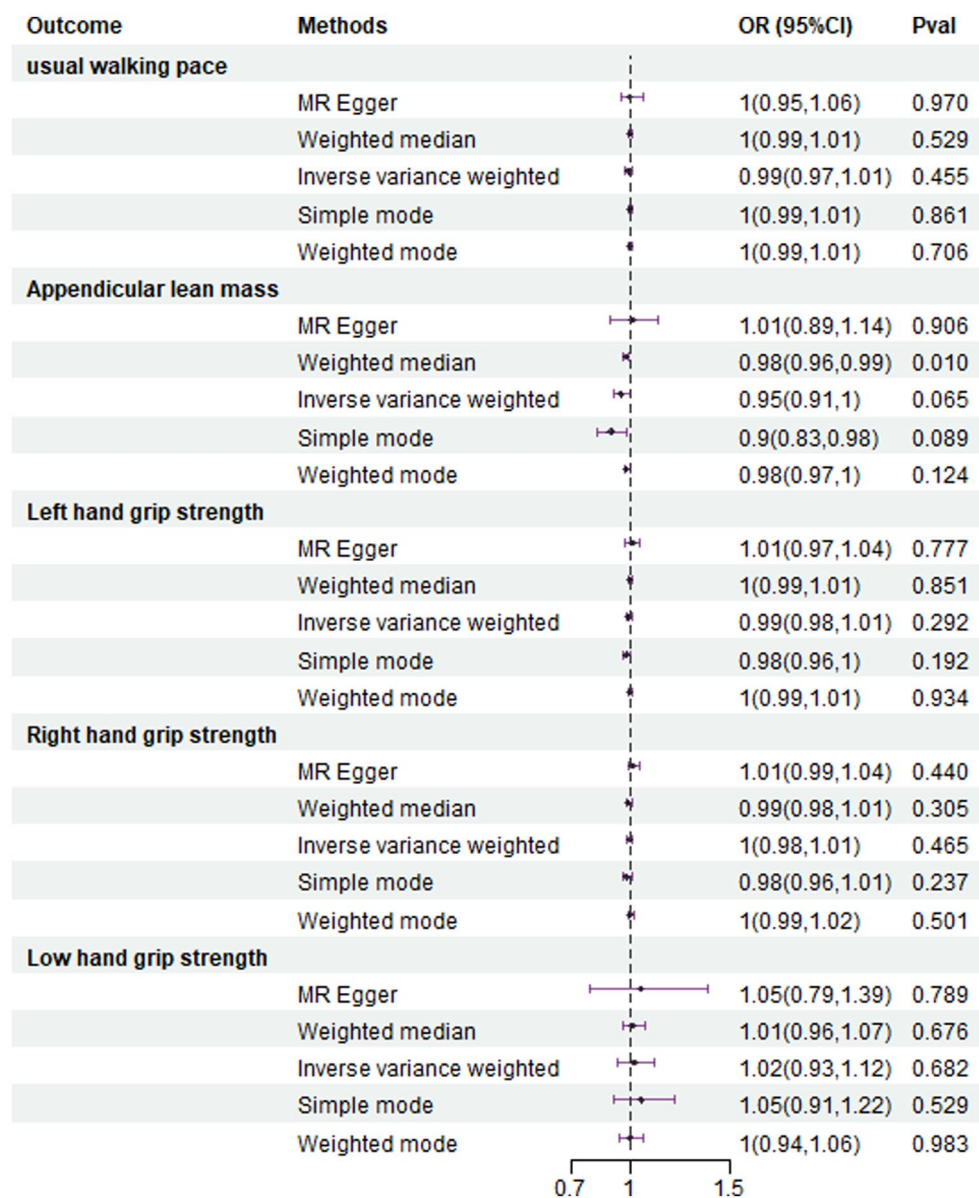 Outcome Methods OR (95%CI) Pval
usual walking pace
MR Egger 1(0.95,1.06) 0.970
Weighted median 1(0.99,1.01) 0.529
Inverse variance weighted 0.99(0.97,1.01) 0.455
Simple mode 1(0.99,1.01) 0.861
Weighted mode 1(0.99,1.01) 0.706
Appendicular lean mass
MR Egger 1.01(0.89,1.14) 0.906
Weighted median 0.98(0.96,0.99) 0.010
Inverse variance weighted 0.95(0.91,1) 0.065
Simple mode 0.9(0.83,0.98) 0.089
Weighted mode 0.98(0.97,1) 0.124
Left hand grip strength
MR Egger 1.01(0.97,1.04) 0.777
Weighted median 1(0.99,1.01) 0.851
Inverse variance weighted 0.99(0.98,1.01) 0.292
Simple mode 0.98(0.96,1) 0.192
Weighted mode 1(0.99,1.01) 0.934
Right hand grip strength
MR Egger 1.01(0.99,1.04) 0.440
Weighted median 0.99(0.98,1.01) 0.305
Inverse variance weighted 1(0.98,1.01) 0.465
Simple mode 0.98(0.96,1.01) 0.237
Weighted mode 1(0.99,1.02) 0.501
Low hand grip strength
MR Egger 1.05(0.79,1.39) 0.789
Weighted median 1.01(0.96,1.07) 0.676
Inverse variance weighted 1.02(0.93,1.12) 0.682
Simple mode 1.05(0.91,1.22) 0.529
Weighted mode 1(0.94,1.06) 0.983
0.7 1 1.5